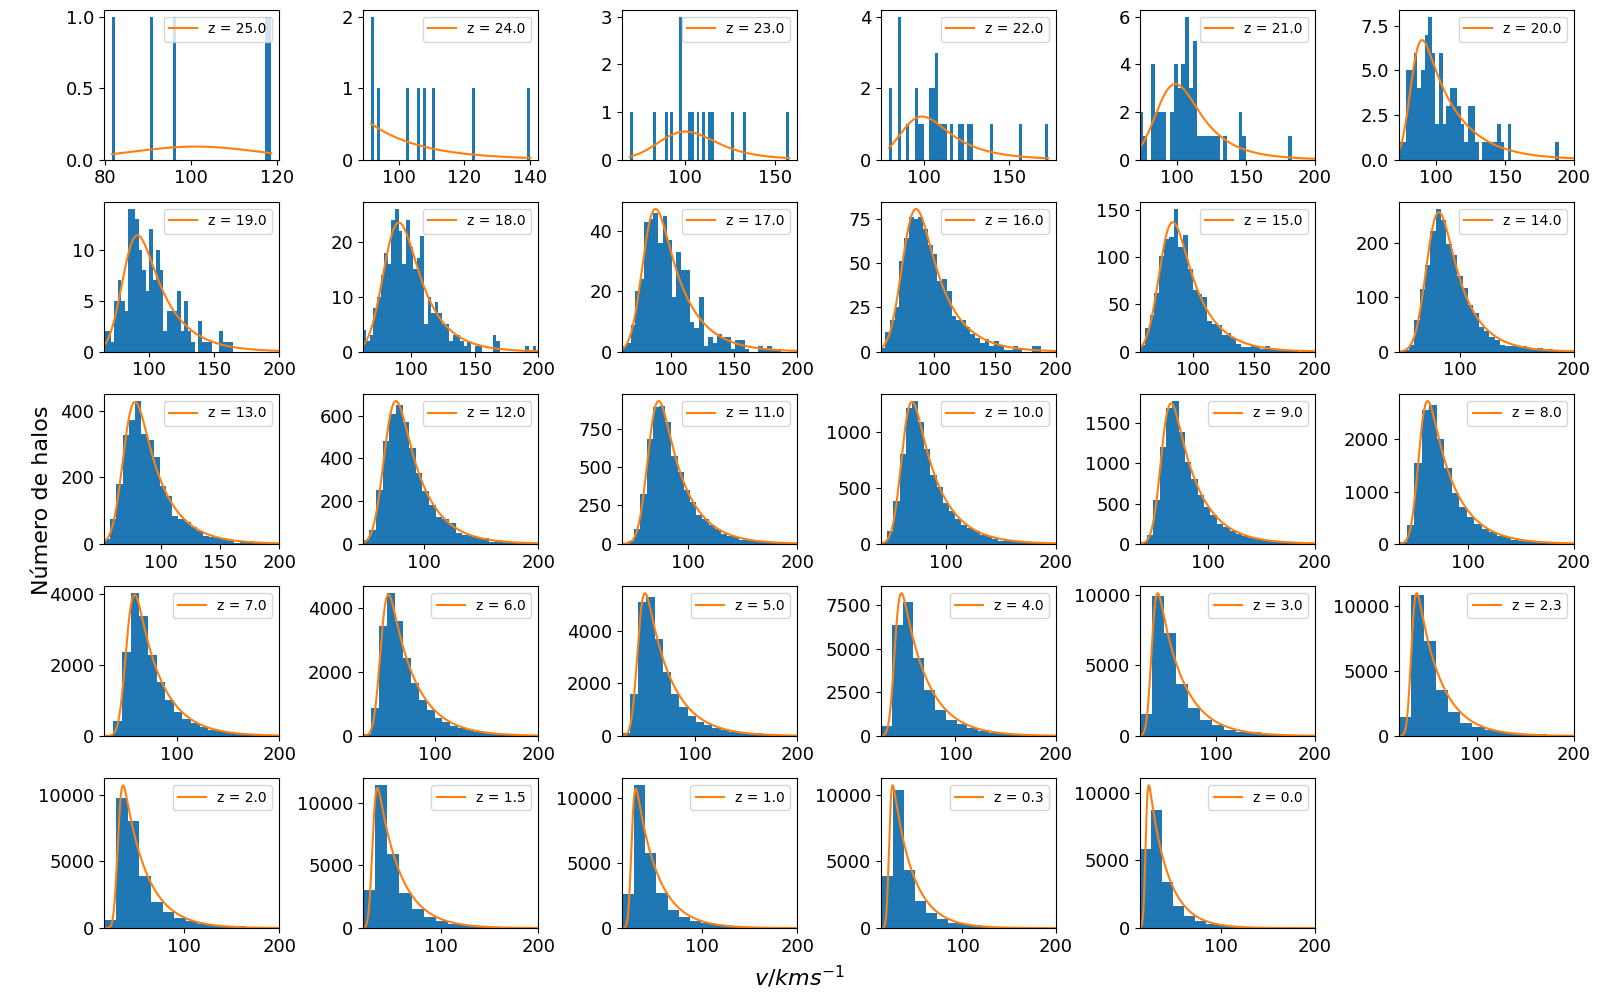 z = 25.0
z = 24.0
z = 23.0
z = 22.0
z = 21.0
z = 20.0
1.0
0.5
0.0
80 100 120
2
1
0
100 120 140
3
2
1
0
100 150
4
2
0
100 150
6
4
2
0
100 150 200
7.5
5.0
2.5
0.0
100 150 200
z = 19.0
z = 18.0
z = 17.0
z = 16.0
z = 15.0
z = 14.0
10
5
0
100 150 200
20
10
0
100 150 200
40
20
0
100 150 200
75
50
25
0
100 150 200
150
100
50
0
100 150 200
200
100
0
100 200
Número de halos
z = 13.0
z = 12.0
z = 11.0
z = 10.0
z = 9.0
z = 8.0
400
200
0
100 150 200
600
400
200
0
100 200
750
500
250
0
100 200
1000
500
0
100 200
1500
1000
500
0
100 200
2000
1000
0
100 200
z = 7.0
z = 6.0
z = 5.0
z = 4.0
z = 3.0
z = 2.3
4000
2000
0
100 200
4000
2000
0
100 200
4000
2000
0
100 200
7500
5000
2500
0
100 200
10000
5000
0
100 200
10000
5000
0
100 200
z = 2.0
z = 1.5
z = 1.0
z = 0.3
z = 0.0
10000
5000
0
100 200
10000
5000
0
100 200
10000
5000
0
100 200
10000
5000
0
100 200
10000
5000
0
100 200
v/kms⁻¹